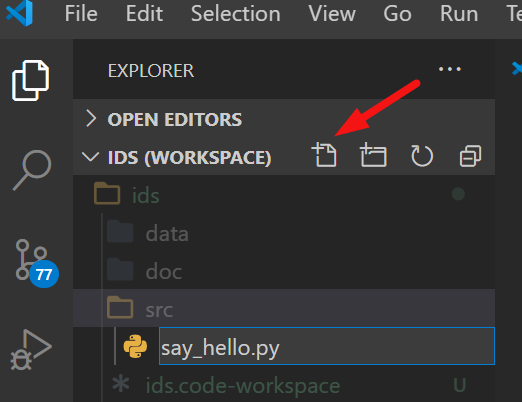 File Edit Selection View Go Run
EXPLORER ...
OPEN EDITORS
IDS (WORKSPACE)
ids
data
doc
src
77
say_hello.py
ids.code-workspace U